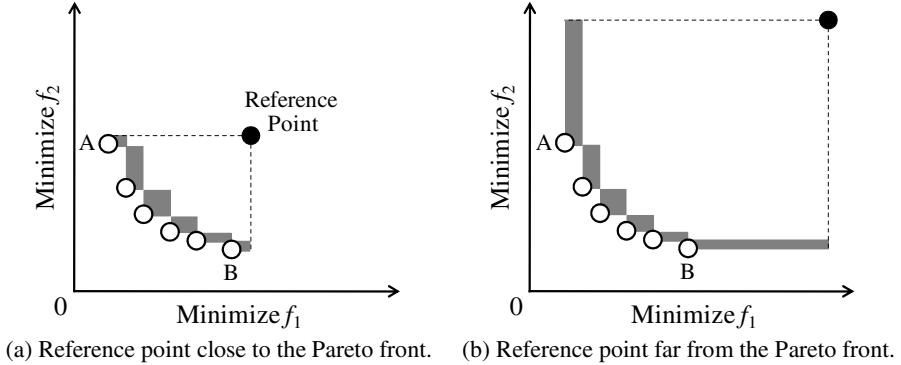 Minimize f2
A
Reference
Point
B
0
Minimize f1
(a) Reference point close to the Pareto front.
Minimize f2
A
B
0
Minimize f1
(b) Reference point far from the Pareto front.